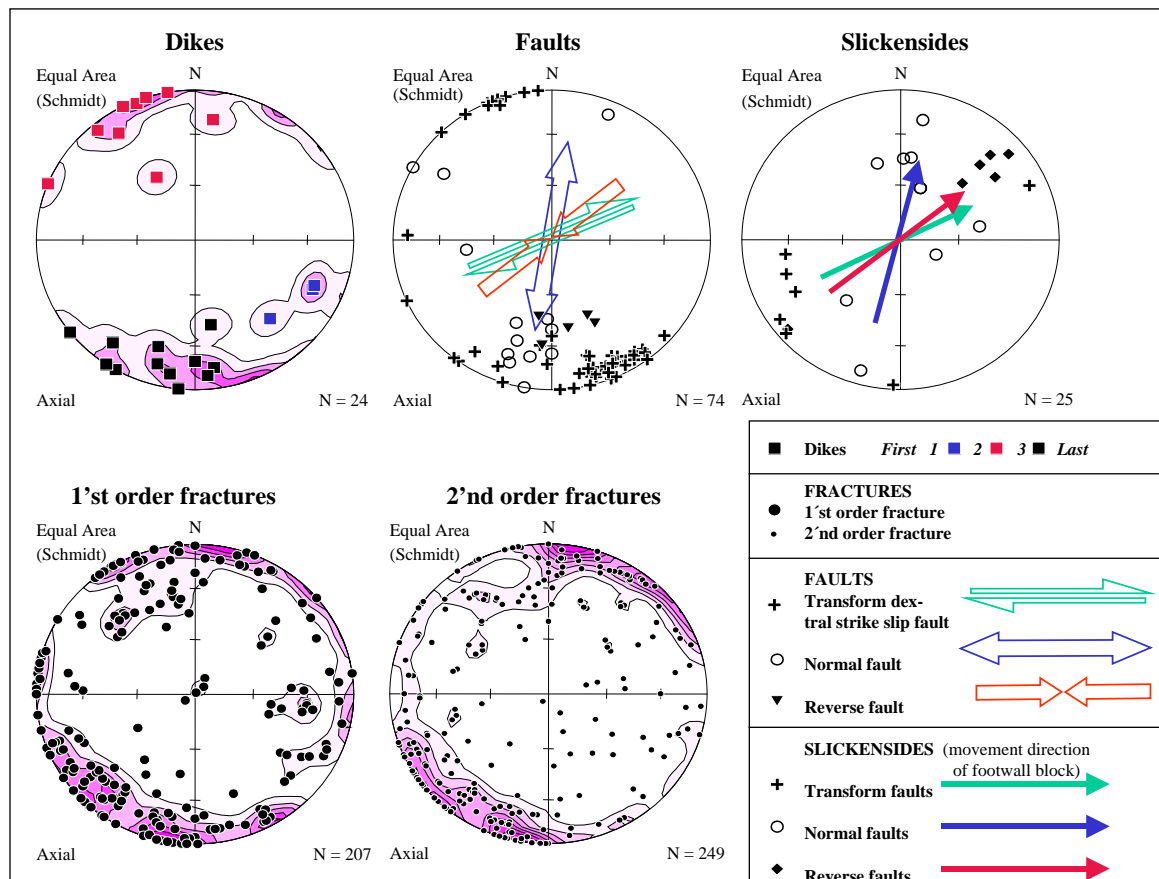 Dikes
Equal Area
(Schmidt)
N
Axial
N = 24
Faults
Equal Area
(Schmidt)
N
Axial
N = 74
Slickensides
Equal Area
(Schmidt)
N
Axial
N = 25
1'st order fractures
Equal Area
(Schmidt)
N
Axial
N = 207
2'nd order fractures
Equal Area
(Schmidt)
N
Axial
N = 249
Dikes First 1 2 3 Last
FRACTURES
1´st order fracture
2´nd order fracture
FAULTS
Transform dex-
tral strike slip fault
Normal fault
Reverse fault
SLICKENSIDES (movement direction
of footwall block)
Transform faults
Normal faults
Reverse faults